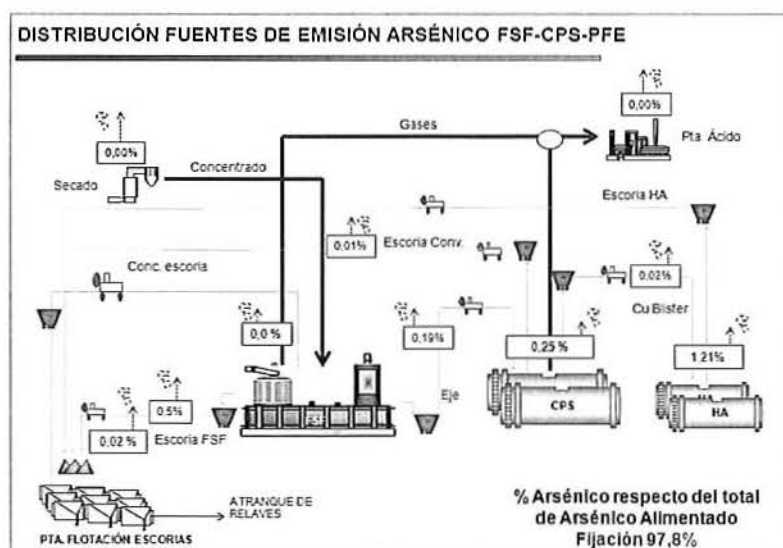 DISTRIBUCIÓN FUENTES DE EMISIÓN ARSÉNICO FSF-CPS-PFE
0,00%
Gases
0,00%
Pta. Ácido
Secado
Concentrado
Escoria HA
0,01%
Escoria Conv.
Conc. escoria
0,02%
Cu Blister
0,0 %
0,19%
0,25 %
1,21%
0,5%
Eje
CPS
HA
HA
0,02 %
Escoria FSF
FSF
A TRANQUE DE
RELAVES
PTA. FLOTACIÓN ESCORIAS
% Arsénico respecto del total
de Arsénico Alimentado
Fijación 97,8%